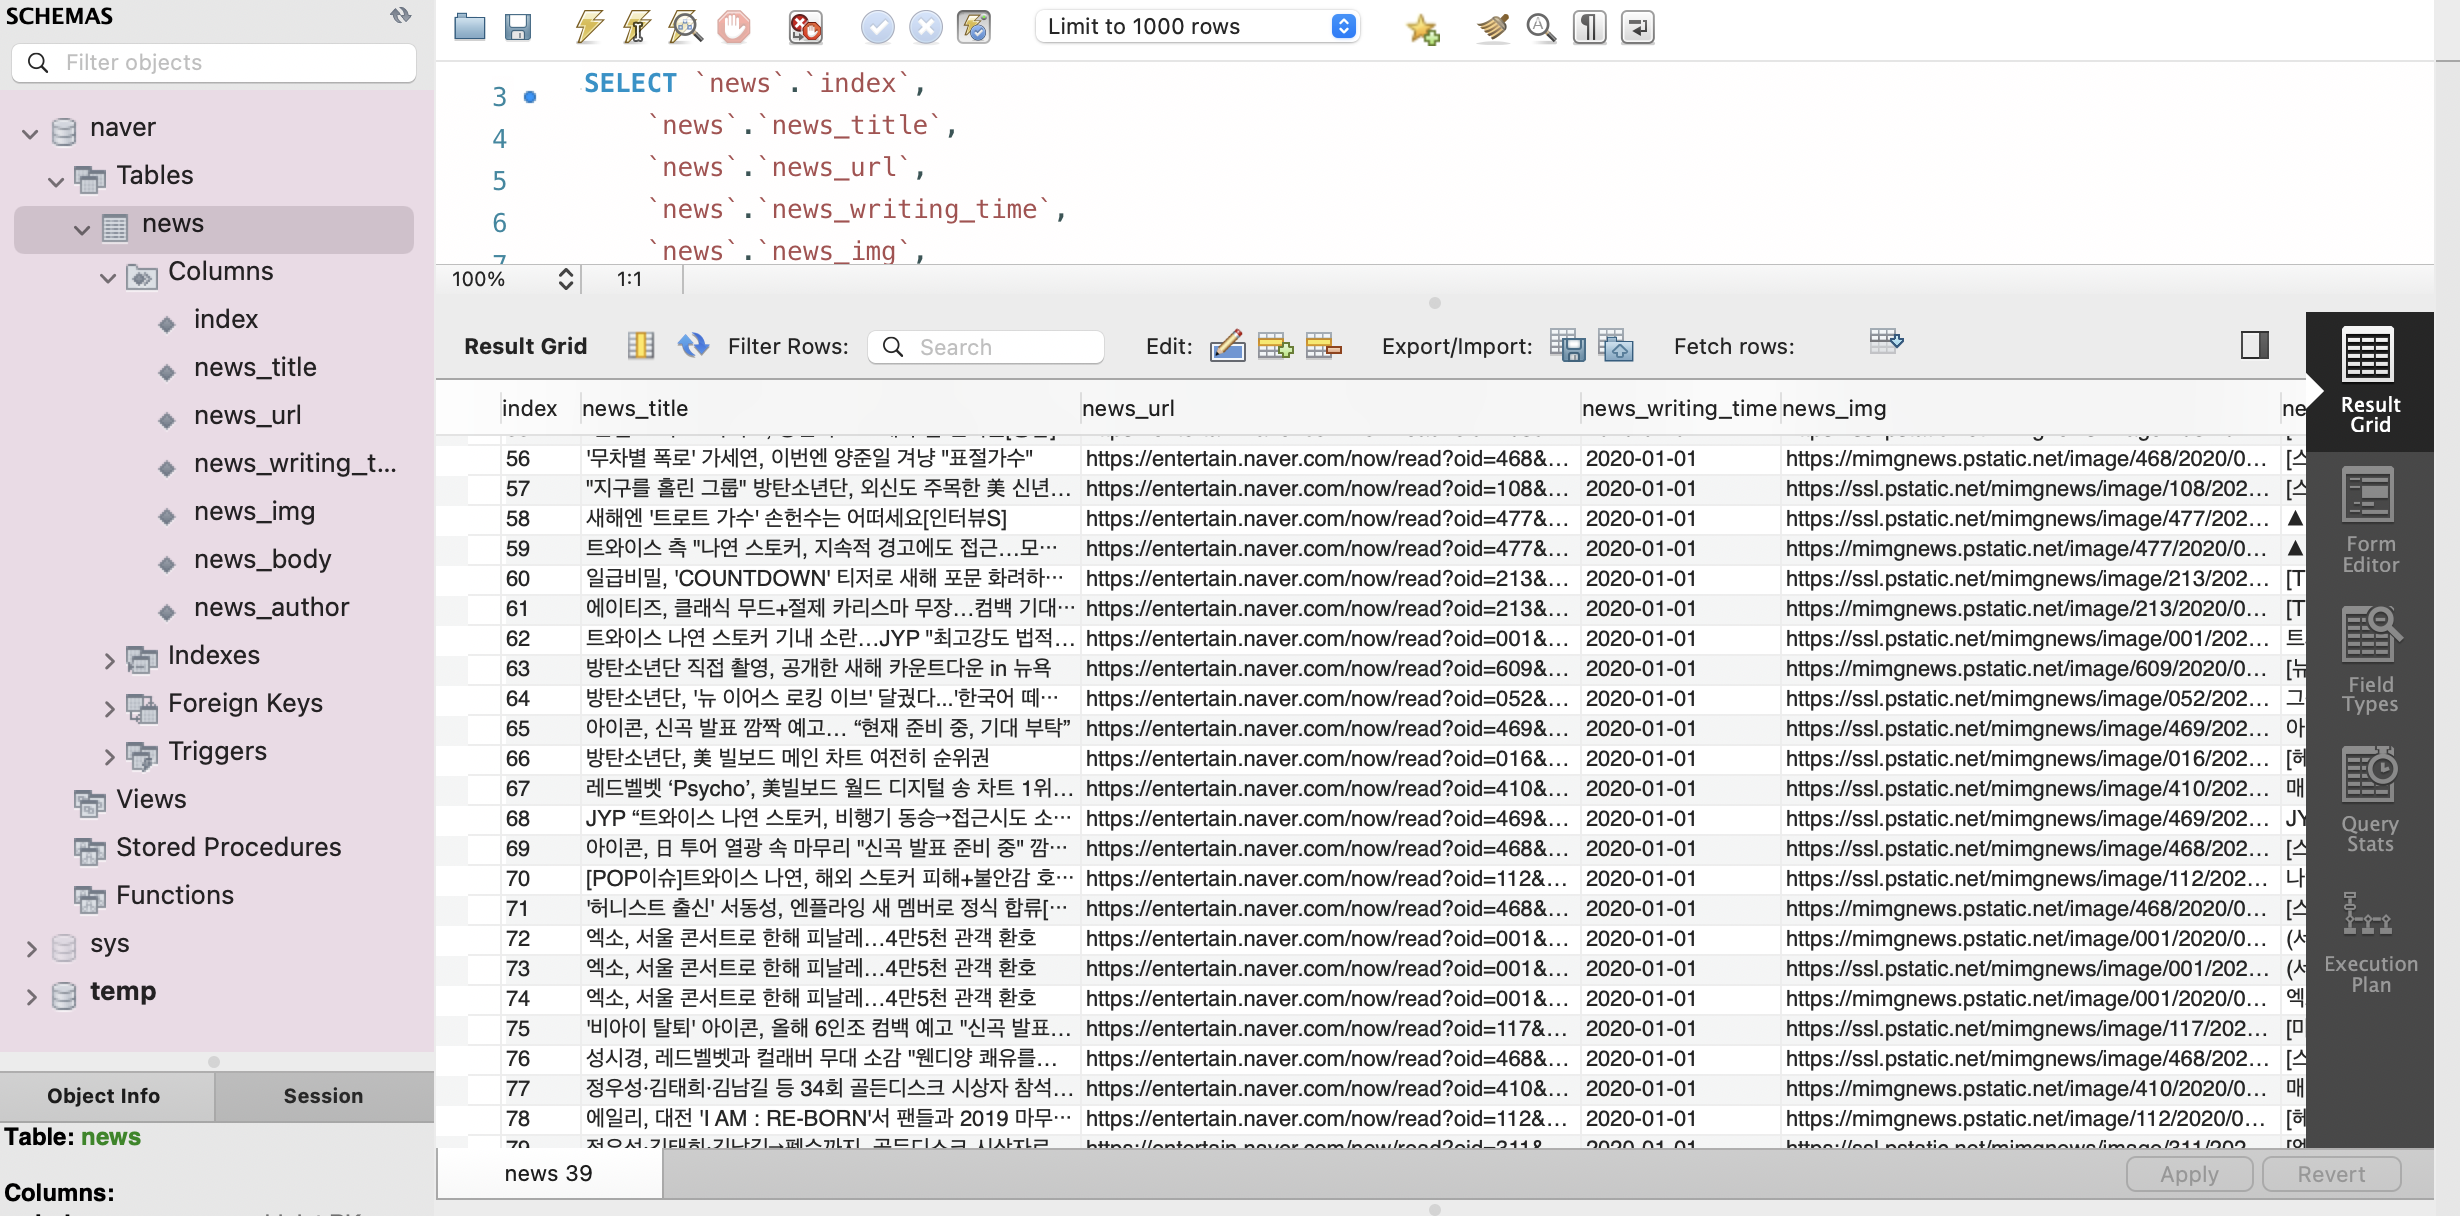 SCHEMAS
Filter objects
naver
Tables
news
Columns
index
news_title
news_url
news_writing_t...
news_img
news_body
news_author
Indexes
Foreign Keys
Triggers
Views
Stored Procedures
Functions
sys
temp
Object Info Session
Table: news
Columns:
Limit to 1000 rows
3 SELECT `news`.`index`,
4 `news`.`news_title`,
5 `news`.`news_url`,
6 `news`.`news_writing_time`,
7 `news`.`news_img`,
100% 1:1
Result Grid Filter Rows: Search Edit: Export/Import: Fetch rows:
index news_title news_url news_writing_time news_img ne
56 '무차별 폭로' 가세연, 이번엔 양준일 겨냥 "표절가수" https://entertain.naver.com/now/read?oid=468&... 2020-01-01 https://mimgnews.pstatic.net/image/468/2020/0... [스
57 "지구를 홀린 그룹" 방탄소년단, 외신도 주목한 美 신년... https://entertain.naver.com/now/read?oid=108&... 2020-01-01 https://ssl.pstatic.net/mimgnews/image/108/202... [스
58 새해엔 '트로트 가수' 손헌수는 어떠세요[인터뷰S] https://entertain.naver.com/now/read?oid=477&... 2020-01-01 https://ssl.pstatic.net/mimgnews/image/477/202... ▲
59 트와이스 측 "나연 스토커, 지속적 경고에도 접근...모... https://entertain.naver.com/now/read?oid=477&... 2020-01-01 https://mimgnews.pstatic.net/image/477/2020/0... ▲
60 일급비밀, 'COUNTDOWN' 티저로 새해 포문 화려하... https://entertain.naver.com/now/read?oid=213&... 2020-01-01 https://ssl.pstatic.net/mimgnews/image/213/202... [T
61 에이티즈, 클래식 무드+절제 카리스마 무장...컴백 기대... https://entertain.naver.com/now/read?oid=213&... 2020-01-01 https://mimgnews.pstatic.net/image/213/2020/0... [T
62 트와이스 나연 스토커 기내 소란...JYP "최고강도 법적... https://entertain.naver.com/now/read?oid=001&... 2020-01-01 https://ssl.pstatic.net/mimgnews/image/001/202... 트
63 방탄소년단 직접 촬영, 공개한 새해 카운트다운 in 뉴욕 https://entertain.naver.com/now/read?oid=609&... 2020-01-01 https://mimgnews.pstatic.net/image/609/2020/0... [뉴
64 방탄소년단, '뉴 이어스 로킹 이브' 달궜다...'한국어 떼... https://entertain.naver.com/now/read?oid=052&... 2020-01-01 https://ssl.pstatic.net/mimgnews/image/052/202... 그
65 아이콘, 신곡 발표 깜짝 예고... “현재 준비 중, 기대 부탁” https://entertain.naver.com/now/read?oid=469&... 2020-01-01 https://ssl.pstatic.net/mimgnews/image/469/202... 아
66 방탄소년단, 美 빌보드 메인 차트 여전히 순위권 https://entertain.naver.com/now/read?oid=016&... 2020-01-01 https://ssl.pstatic.net/mimgnews/image/016/202... [헤
67 레드벨벳 ‘Psycho’, 美빌보드 월드 디지털 송 차트 1위... https://entertain.naver.com/now/read?oid=410&... 2020-01-01 https://ssl.pstatic.net/mimgnews/image/410/202... 매
68 JYP “트와이스 나연 스토커, 비행기 동승→접근시도 소... https://entertain.naver.com/now/read?oid=469&... 2020-01-01 https://ssl.pstatic.net/mimgnews/image/469/202... JY
69 아이콘, 日 투어 열광 속 마무리 "신곡 발표 준비 중" 깜... https://entertain.naver.com/now/read?oid=468&... 2020-01-01 https://ssl.pstatic.net/mimgnews/image/468/202... [스
70 [POP이슈]트와이스 나연, 해외 스토커 피해+불안감 호... https://entertain.naver.com/now/read?oid=112&... 2020-01-01 https://ssl.pstatic.net/mimgnews/image/112/202... 나
71 '허니스트 출신' 서동성, 엔플라잉 새 멤버로 정식 합류[... https://entertain.naver.com/now/read?oid=468&... 2020-01-01 https://mimgnews.pstatic.net/image/468/2020/0... [스
72 엑소, 서울 콘서트로 한해 피날레...4만5천 관객 환호 https://entertain.naver.com/now/read?oid=001&... 2020-01-01 https://mimgnews.pstatic.net/image/001/2020/0... (서
73 엑소, 서울 콘서트로 한해 피날레...4만5천 관객 환호 https://entertain.naver.com/now/read?oid=001&... 2020-01-01 https://ssl.pstatic.net/mimgnews/image/001/202... (서
74 엑소, 서울 콘서트로 한해 피날레...4만5천 관객 환호 https://entertain.naver.com/now/read?oid=001&... 2020-01-01 https://mimgnews.pstatic.net/image/001/2020/0... 엑
75 '비아이 탈퇴' 아이콘, 올해 6인조 컴백 예고 "신곡 발표... https://entertain.naver.com/now/read?oid=117&... 2020-01-01 https://ssl.pstatic.net/mimgnews/image/117/202... [미
76 성시경, 레드벨벳과 컬래버 무대 소감 "웬디양 쾌유를... https://entertain.naver.com/now/read?oid=468&... 2020-01-01 https://ssl.pstatic.net/mimgnews/image/468/202... [스
77 정우성·김태희·김남길 등 34회 골든디스크 시상자 참석... https://entertain.naver.com/now/read?oid=410&... 2020-01-01 https://mimgnews.pstatic.net/image/410/2020/0... 매
78 에일리, 대전 'I AM : RE-BORN'서 팬들과 2019 마무... https://entertain.naver.com/now/read?oid=112&... 2020-01-01 https://mimgnews.pstatic.net/image/112/2020/0... [헤
79 정우성·김태희·김남길→펭수까지, 골든디스크 시상자로 https://entertain.naver.com/now/read?oid=311&... 2020-01-01 https://ssl.pstatic.net/mimgnews/image/311/202...
Result Grid
Form Editor
Field Types
Query Stats
Execution Plan
news 39 Apply Revert